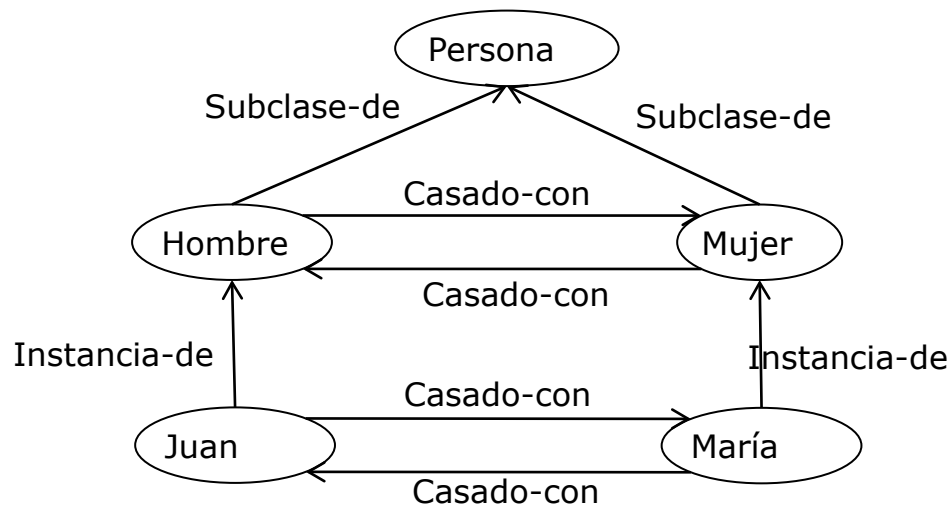 Persona
Subclase-de
Subclase-de
Casado-con
Hombre
Mujer
Casado-con
Instancia-de
Instancia-de
Casado-con
Juan
María
Casado-con